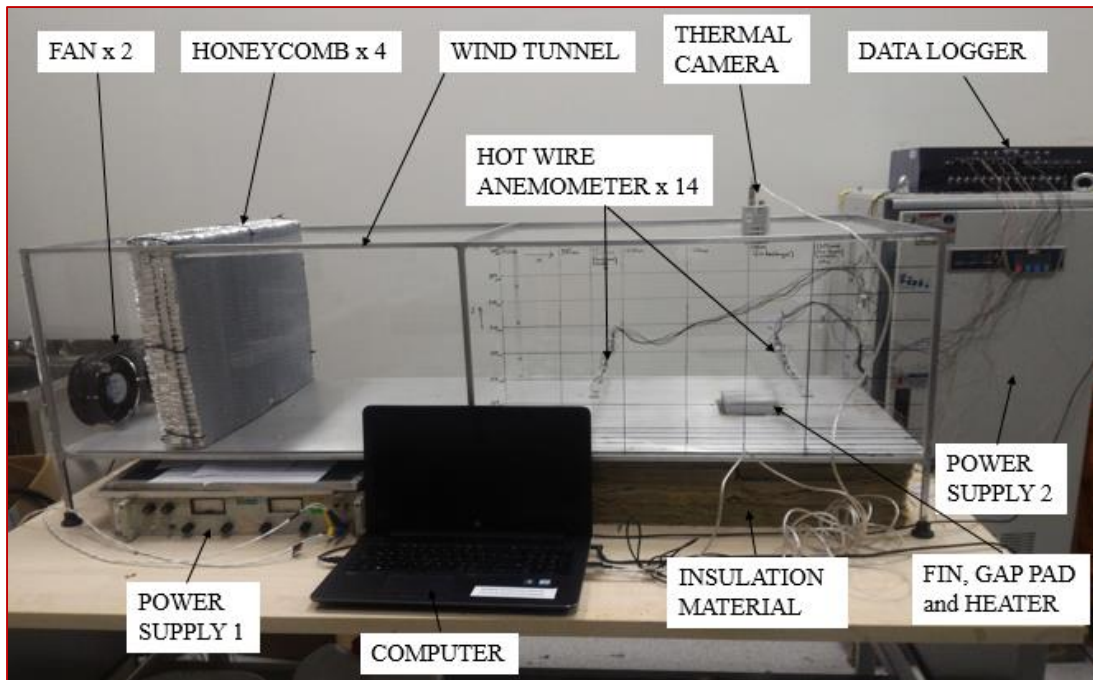 FAN x 2
HONEYCOMB x 4
WIND TUNNEL
THERMAL
CAMERA
DATA LOGGER
HOT WIRE
ANEMOMETER x 14
POWER
SUPPLY 2
POWER
SUPPLY 1
COMPUTER
INSULATION
MATERIAL
FIN, GAP PAD
and HEATER